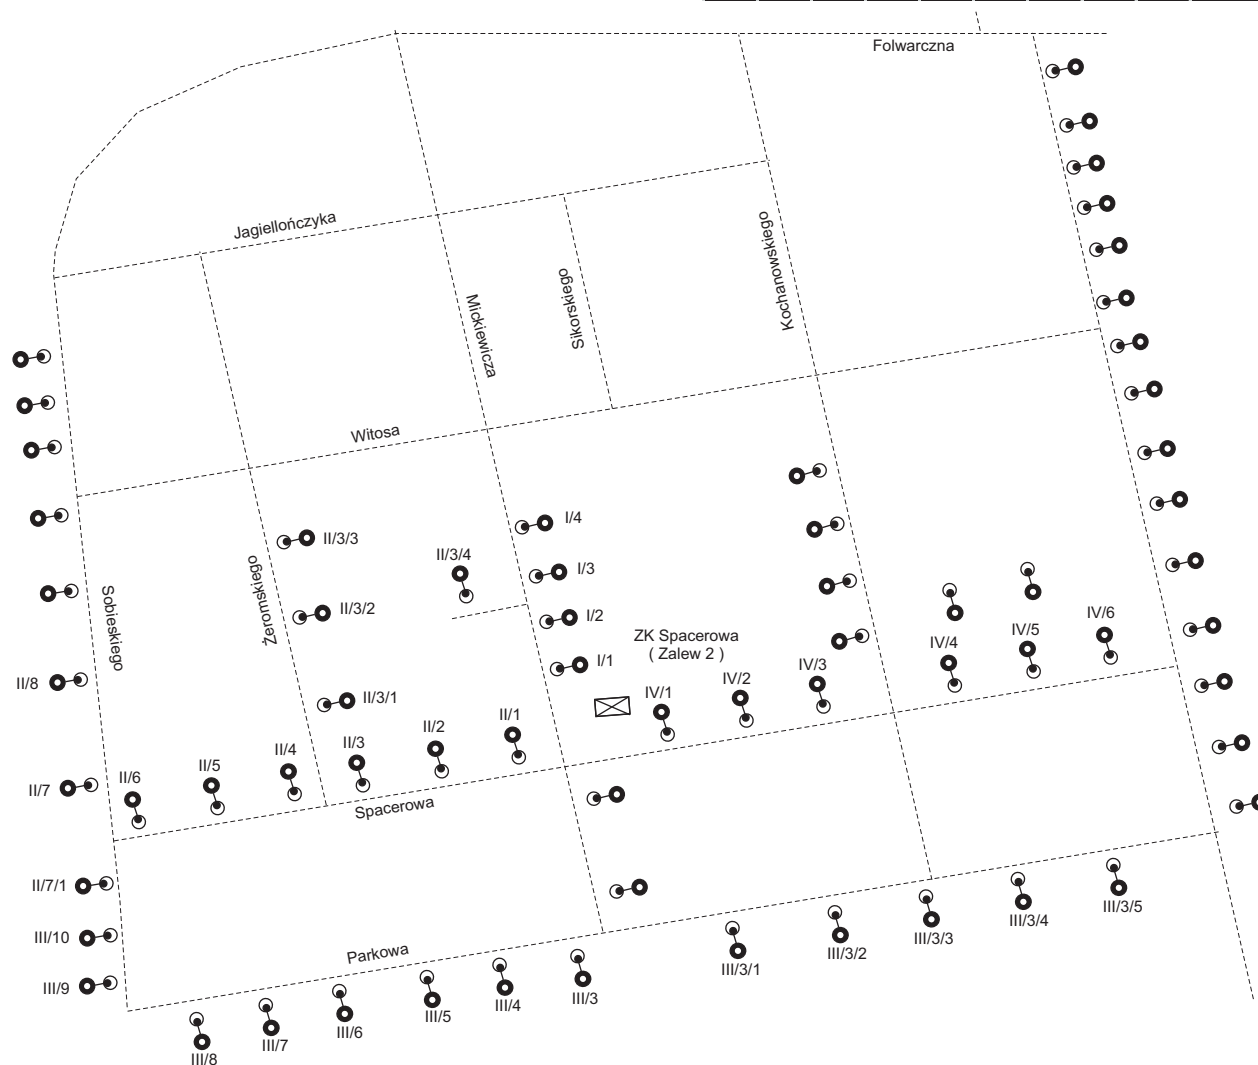 Folwarczna
Jagiellończyka
Kochanowskiego
Sikorskiego
Mickiewicza
Witosa
I/4
II/3/3
II/3/4
I/3
Żeromskiego
Sobieskiego
II/3/2
I/2
IV/6
ZK Spacerowa
( Zalew 2 )
IV/5
IV/4
I/1
IV/3
II/8
IV/2
IV/1
II/3/1
II/1
II/2
II/3
II/4
II/5
II/6
II/7
Spacerowa
II/7/1
III/3/5
III/3/4
III/10
III/3/3
Parkowa
III/3/2
III/3/1
III/9
III/3
III/4
III/5
III/6
III/7
III/8